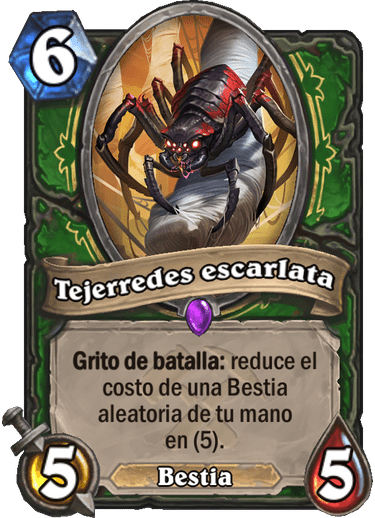 6
Tejerredes escarlata
Grito de batalla: reduce el
costo de una Bestia
aleatoria de tu mano
en (5).
5
Bestia
5